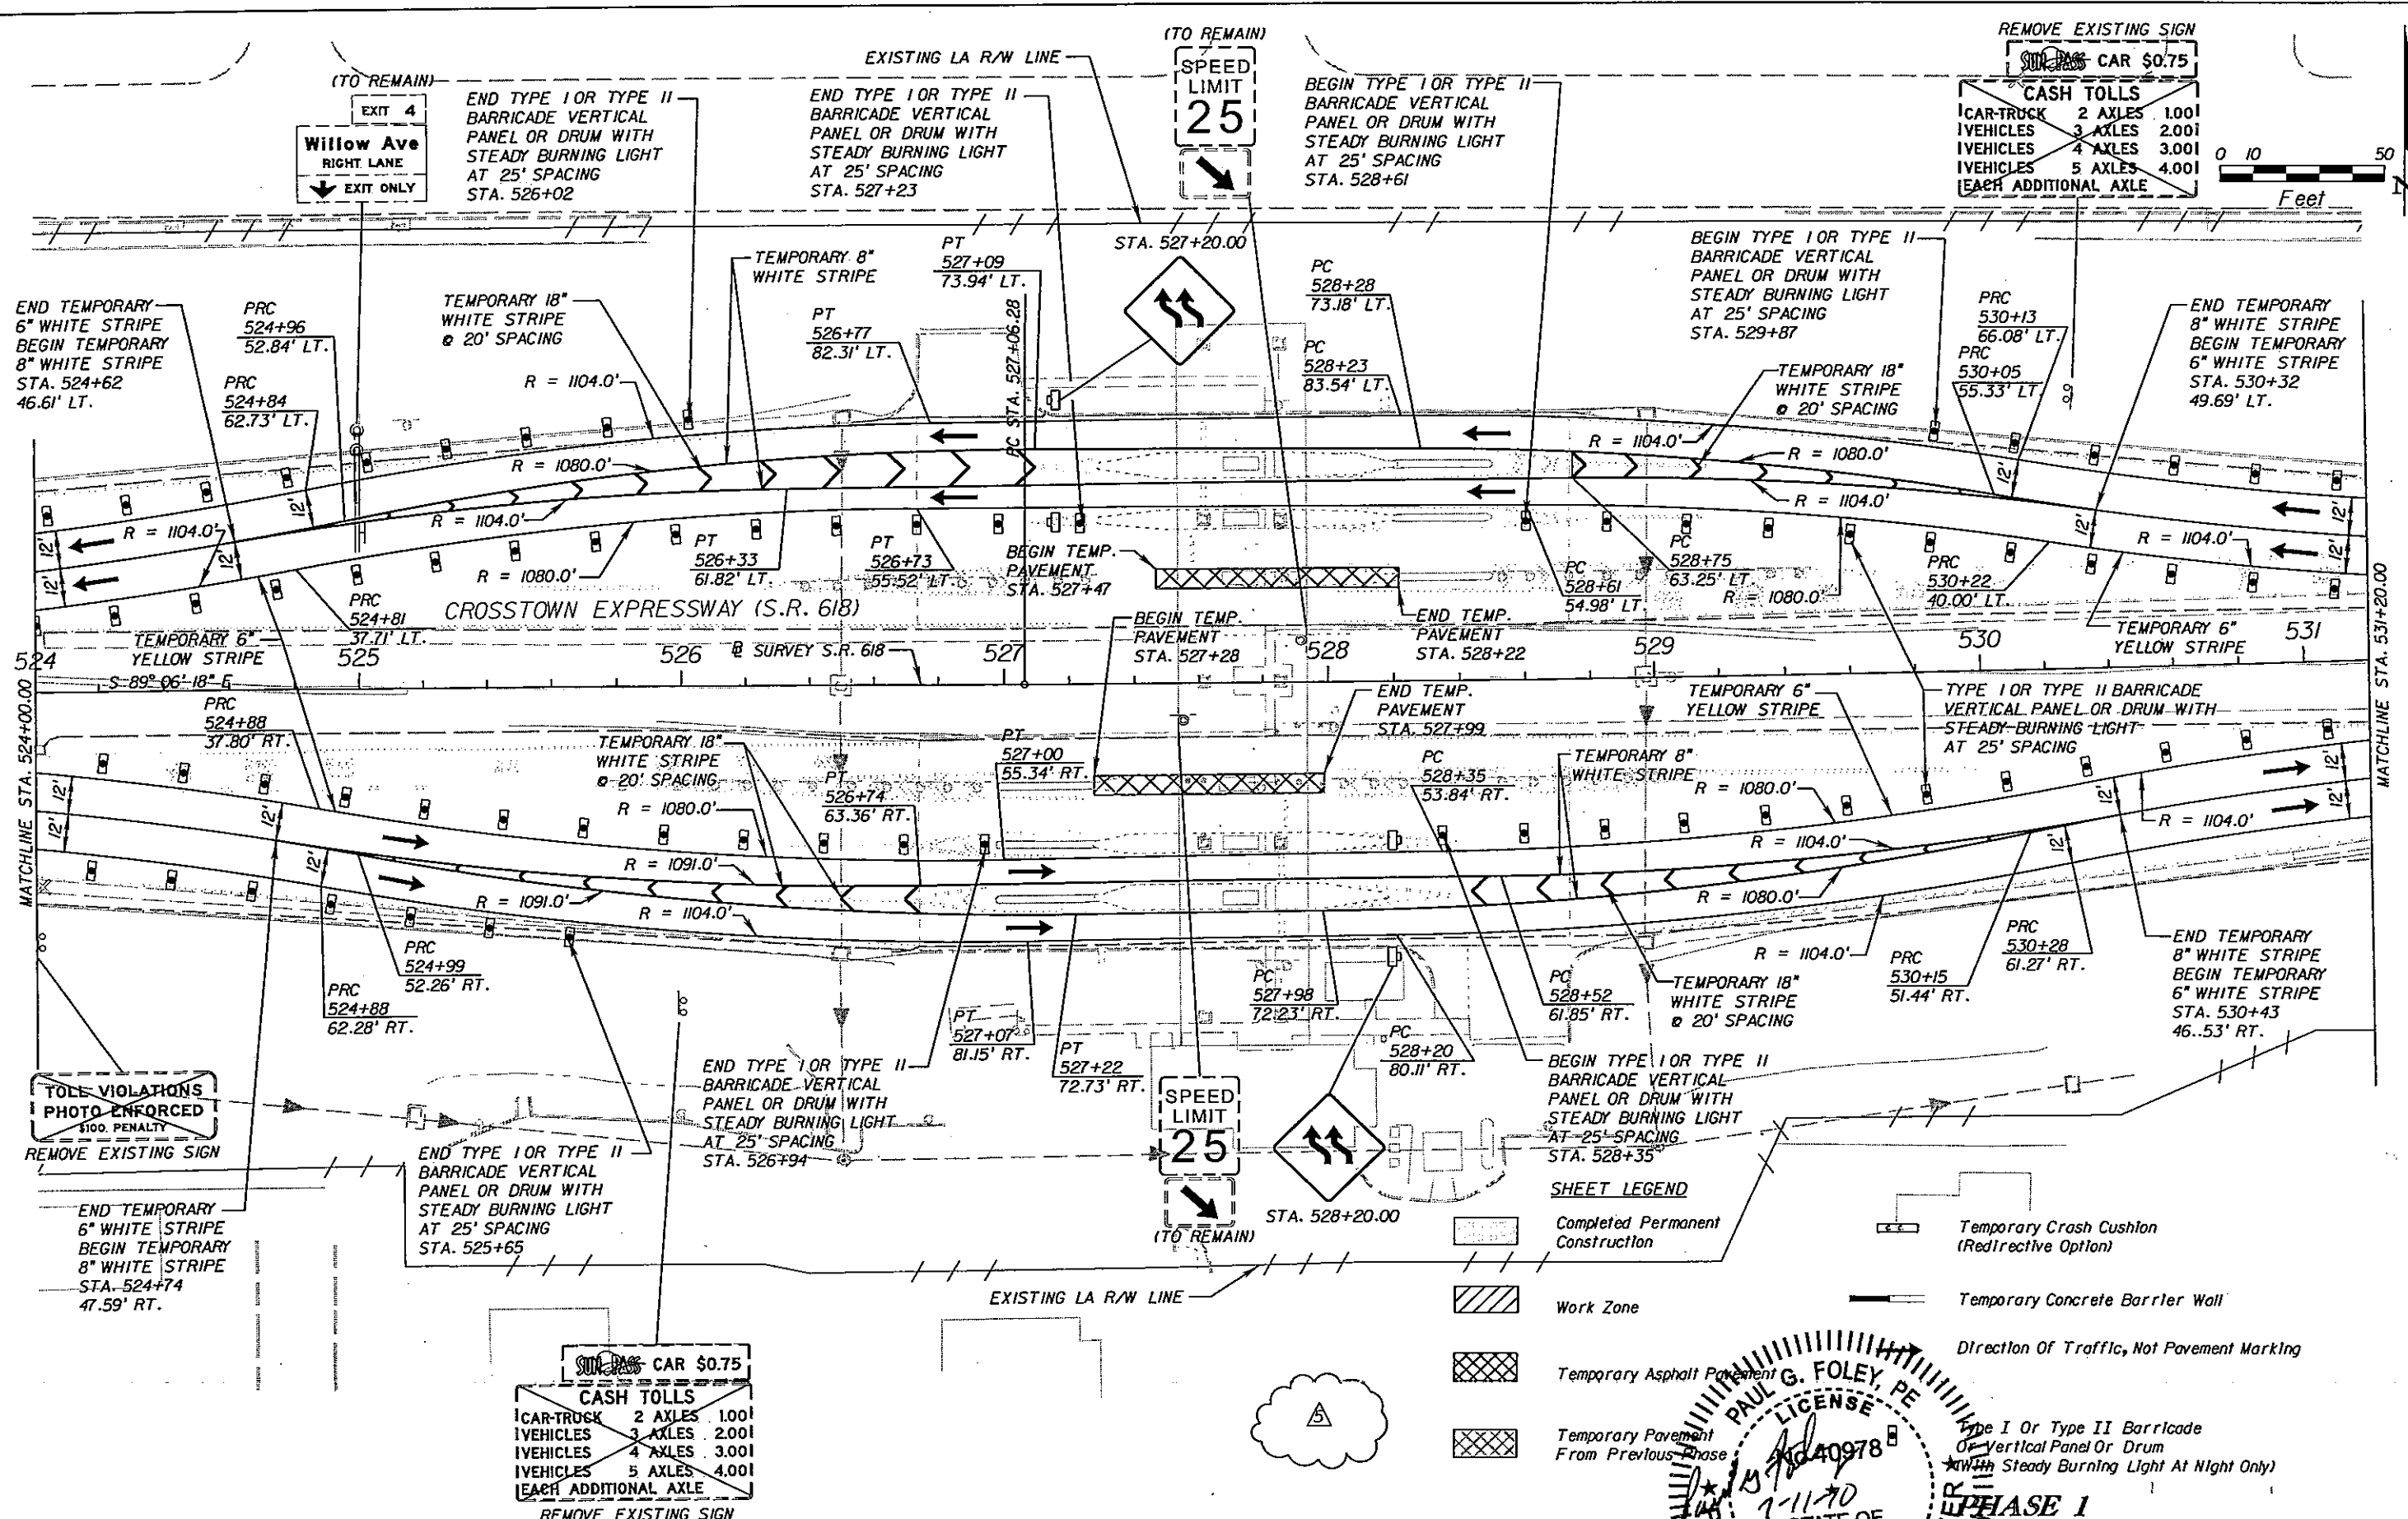 (TO REMAIN)
EXIT 4
Willow Ave
RIGHT LANE
EXIT ONLY
END TYPE I OR TYPE II
BARRICADE VERTICAL
PANEL OR DRUM WITH
STEADY BURNING LIGHT
AT 25' SPACING
STA. 526+02
END TYPE I OR TYPE II
BARRICADE VERTICAL
PANEL OR DRUM WITH
STEADY BURNING LIGHT
AT 25' SPACING
STA. 527+23
EXISTING LA R/W LINE
(TO REMAIN)
SPEED
LIMIT
25
BEGIN TYPE I OR TYPE II
BARRICADE VERTICAL
PANEL OR DRUM WITH
STEADY BURNING LIGHT
AT 25' SPACING
STA. 528+61
REMOVE EXISTING SIGN
SUNPASS CAR $0.75
CASH TOLLS
CAR-TRUCK 2 AXLES 1.00
VEHICLES 3 AXLES 2.00
VEHICLES 4 AXLES 3.00
VEHICLES 5 AXLES 4.00
EACH ADDITIONAL AXLE
0 10 50
Feet
END TEMPORARY
6" WHITE STRIPE
BEGIN TEMPORARY
8" WHITE STRIPE
STA. 524+62
46.61' LT.
PRC
524+96
52.84' LT.
PRC
524+84
62.73' LT.
TEMPORARY 18"
WHITE STRIPE
@ 20' SPACING
TEMPORARY 8"
WHITE STRIPE
PT
526+77
82.31' LT.
PT
527+09
73.94' LT.
PC STA. 527+06.28
STA. 527+20.00
PC
528+28
73.18' LT.
PC
528+23
83.54' LT.
BEGIN TYPE I OR TYPE II
BARRICADE VERTICAL
PANEL OR DRUM WITH
STEADY BURNING LIGHT
AT 25' SPACING
STA. 529+87
TEMPORARY 18"
WHITE STRIPE
@ 20' SPACING
PRC
530+13
66.08' LT.
PRC
530+05
55.33' LT
END TEMPORARY
8" WHITE STRIPE
BEGIN TEMPORARY
6" WHITE STRIPE
STA. 530+32
49.69' LT.
R = 1104.0'
R = 1080.0'
R = 1104.0'
R = 1104.0'
R = 1080.0'
R = 1104.0'
R = 1080.0'
R = 1104.0'
R = 1080.0'
R = 1104.0'
12'
12'
12'
12'
12'
12'
12'
12'
PRC
524+81
37.71' LT.
PT
526+33
61.82' LT.
PT
526+73
55.52' LT.
BEGIN TEMP.
PAVEMENT
STA. 527+47
PC
528+61
54.98' LT.
PC
528+75
63.25' LT.
PRC
530+22
40.00' LT.
CROSSTOWN EXPRESSWAY (S.R. 618)
TEMPORARY 6"
YELLOW STRIPE
BEGIN TEMP.
PAVEMENT
STA. 527+28
END TEMP.
PAVEMENT
STA. 528+22
TEMPORARY 6"
YELLOW STRIPE
524 525 526 527 528 529 530 531
℄ SURVEY S.R. 618
S 89° 06' 18" E
MATCHLINE STA. 524+00.00
MATCHLINE STA. 531+20.00
PRC
524+88
37.80' RT.
TEMPORARY 18"
WHITE STRIPE
@ 20' SPACING
PT
526+74
63.36' RT.
PT
527+00
55.34' RT.
END TEMP.
PAVEMENT
STA. 527+99
PC
528+35
53.84' RT.
TEMPORARY 8"
WHITE STRIPE
TEMPORARY 6"
YELLOW STRIPE
TYPE I OR TYPE II BARRICADE
VERTICAL PANEL OR DRUM WITH
STEADY BURNING LIGHT
AT 25' SPACING
R = 1080.0'
R = 1091.0'
R = 1091.0'
R = 1104.0'
R = 1080.0'
R = 1104.0'
R = 1080.0'
R = 1104.0'
R = 1104.0'
12'
12'
12'
12'
12'
12'
12'
12'
PRC
524+99
52.26' RT.
PRC
524+88
62.28' RT.
PT
527+07
81.15' RT.
PT
527+22
72.73' RT.
PC
527+98
72.23' RT.
PC
528+20
80.11' RT.
PC
528+52
61.85' RT.
TEMPORARY 18"
WHITE STRIPE
@ 20' SPACING
PRC
530+15
51.44' RT.
PRC
530+28
61.27' RT.
END TEMPORARY
8" WHITE STRIPE
BEGIN TEMPORARY
6" WHITE STRIPE
STA. 530+43
46..53' RT.
TOLL VIOLATIONS
PHOTO ENFORCED
$100. PENALTY
REMOVE EXISTING SIGN
END TEMPORARY
6" WHITE STRIPE
BEGIN TEMPORARY
8" WHITE STRIPE
STA. 524+74
47.59' RT.
END TYPE I OR TYPE II
BARRICADE VERTICAL
PANEL OR DRUM WITH
STEADY BURNING LIGHT
AT 25' SPACING
STA. 525+65
END TYPE I OR TYPE II
BARRICADE VERTICAL
PANEL OR DRUM WITH
STEADY BURNING LIGHT
AT 25' SPACING
STA. 526+94
SPEED
LIMIT
25
(TO REMAIN)
STA. 528+20.00
BEGIN TYPE I OR TYPE II
BARRICADE VERTICAL
PANEL OR DRUM WITH
STEADY BURNING LIGHT
AT 25' SPACING
STA. 528+35
EXISTING LA R/W LINE
SUNPASS CAR $0.75
CASH TOLLS
CAR-TRUCK 2 AXLES 1.00
VEHICLES 3 AXLES 2.00
VEHICLES 4 AXLES 3.00
VEHICLES 5 AXLES 4.00
EACH ADDITIONAL AXLE
REMOVE EXISTING SIGN
5
SHEET LEGEND
Completed Permanent
Construction
Work Zone
Temporary Asphalt Pavement
Temporary Pavement
From Previous Phase
Temporary Crash Cushion
(Redirective Option)
Temporary Concrete Barrier Wall
Direction Of Traffic, Not Pavement Marking
Type I Or Type II Barricade
Or Vertical Panel Or Drum
(With Steady Burning Light At Night Only)
PAUL G. FOLEY, PE
LICENSE
No 40978
STATE OF
PHASE 1